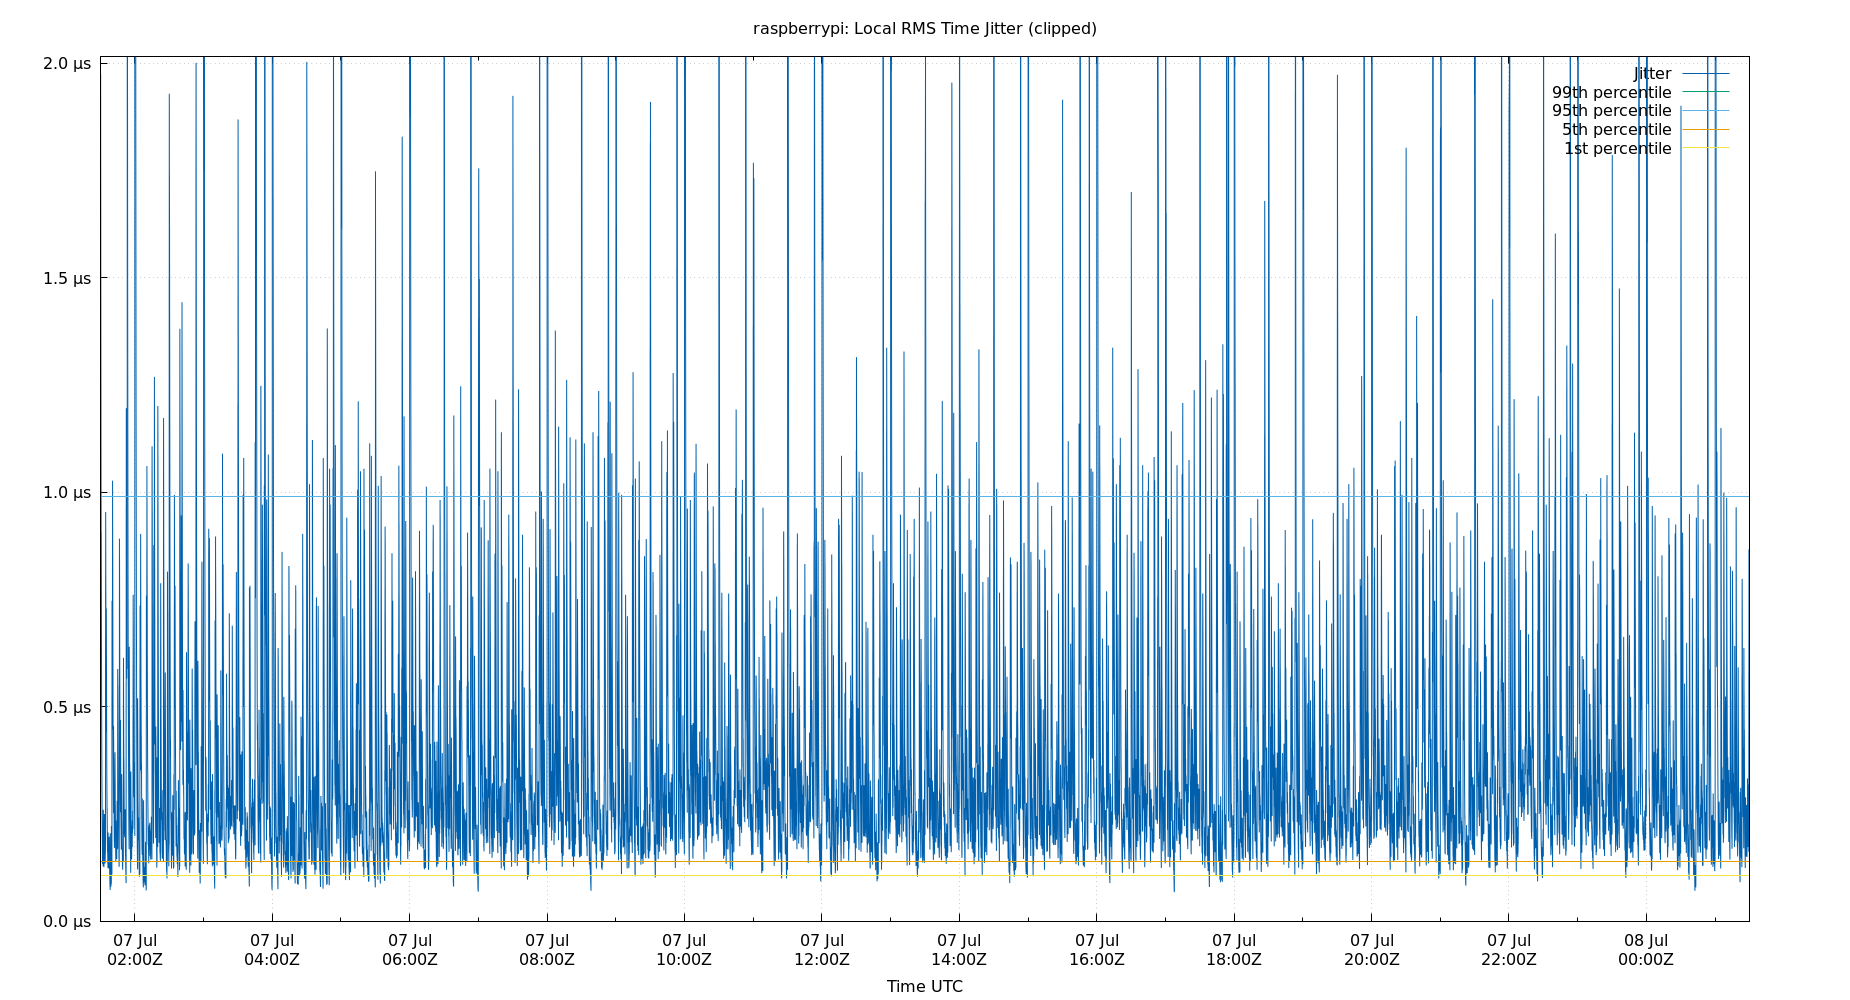 raspberrypi: Local RMS Time Jitter (clipped)
2.0 µs
1.5 µs
1.0 µs
0.5 µs
0.0 µs
Jitter
99th percentile
95th percentile
5th percentile
1st percentile
07 Jul 07 Jul 07 Jul 07 Jul 07 Jul 07 Jul 07 Jul 07 Jul 07 Jul 07 Jul 07 Jul 08 Jul
02:00Z 04:00Z 06:00Z 08:00Z 10:00Z 12:00Z 14:00Z 16:00Z 18:00Z 20:00Z 22:00Z 00:00Z
Time UTC